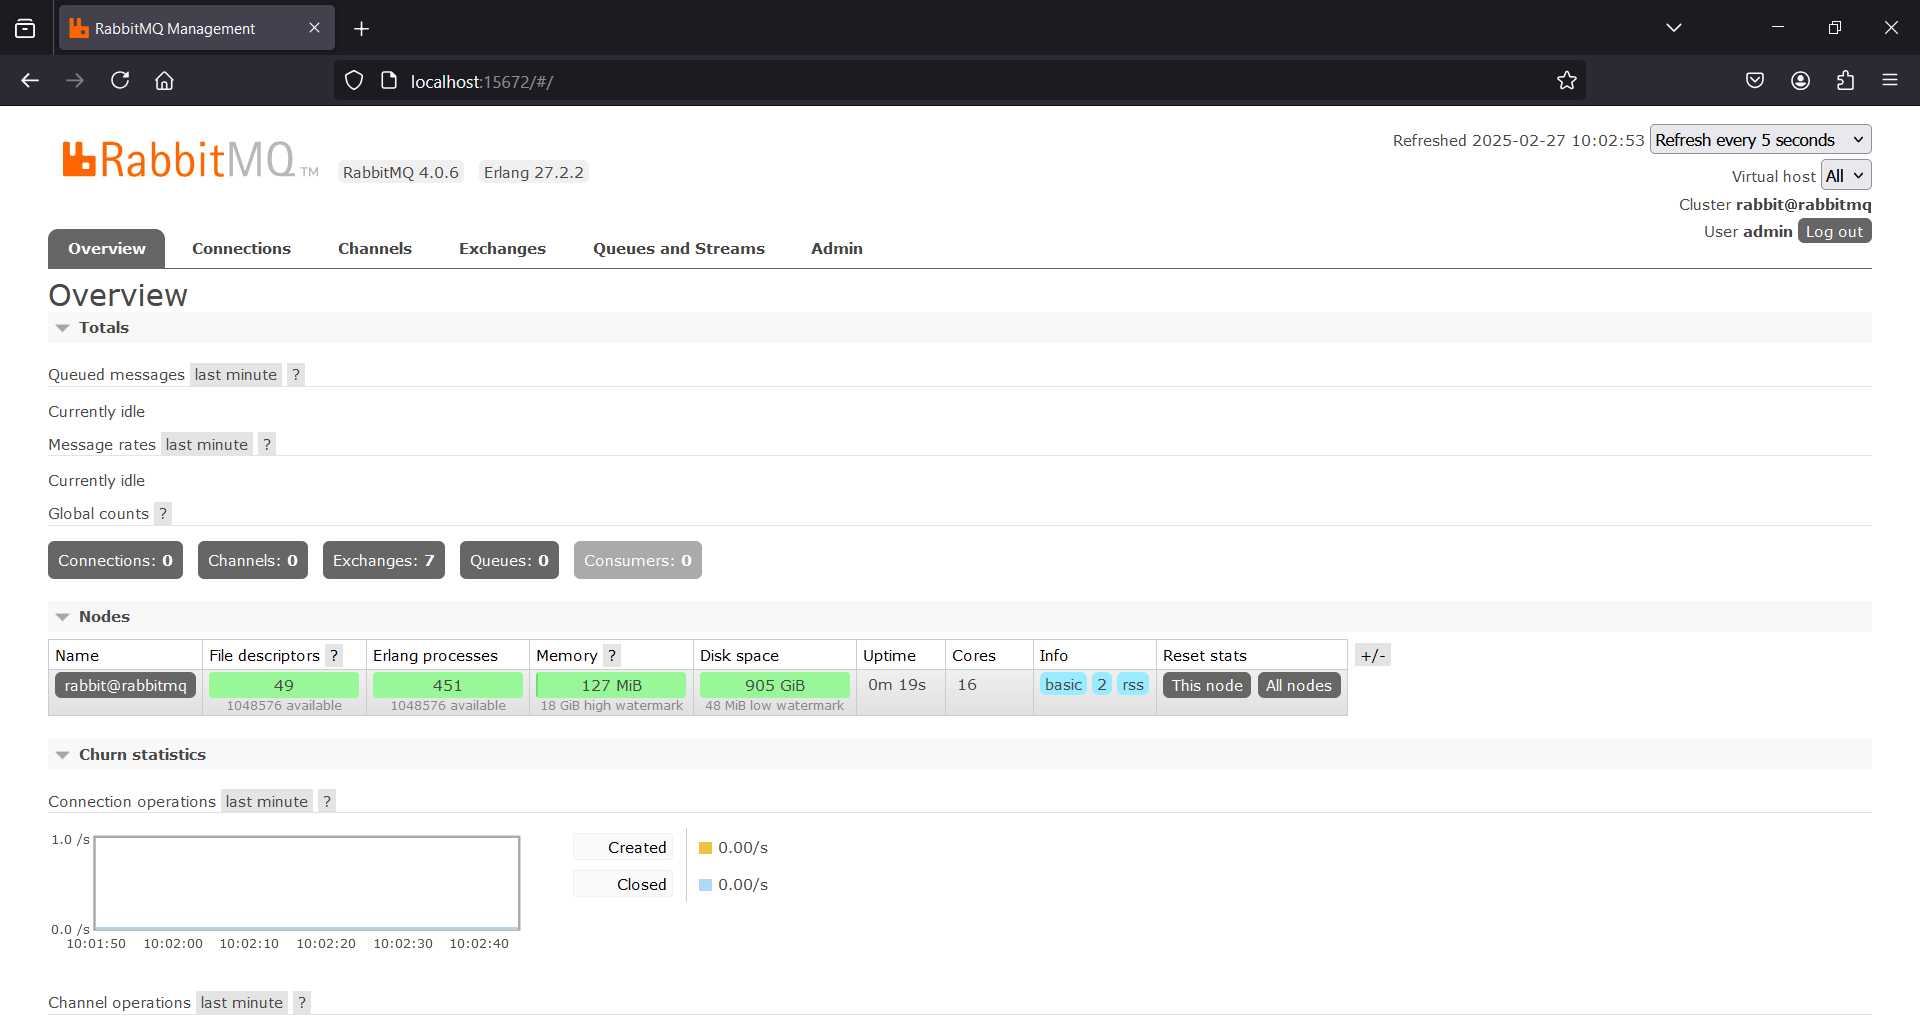 RabbitMQ Management
localhost:15672/#/
RabbitMQ TM
RabbitMQ 4.0.6 Erlang 27.2.2
Refreshed 2025-02-27 10:02:53 Refresh every 5 seconds
Virtual host All
Cluster rabbit@rabbitmq
User admin Log out
Overview Connections Channels Exchanges Queues and Streams Admin
Overview
Totals
Queued messages last minute ?
Currently idle
Message rates last minute ?
Currently idle
Global counts ?
Connections: 0 Channels: 0 Exchanges: 7 Queues: 0 Consumers: 0
Nodes
Name File descriptors ? Erlang processes Memory ? Disk space Uptime Cores Info Reset stats +/-
rabbit@rabbitmq 49 451 127 MiB 905 GiB 0m 19s 16 basic 2 rss This node All nodes
1048576 available 1048576 available 18 GiB high watermark 48 MiB low watermark
Churn statistics
Connection operations last minute ?
1.0 /s
Created 0.00/s
Closed 0.00/s
0.0 /s
10:01:50 10:02:00 10:02:10 10:02:20 10:02:30 10:02:40
Channel operations last minute ?